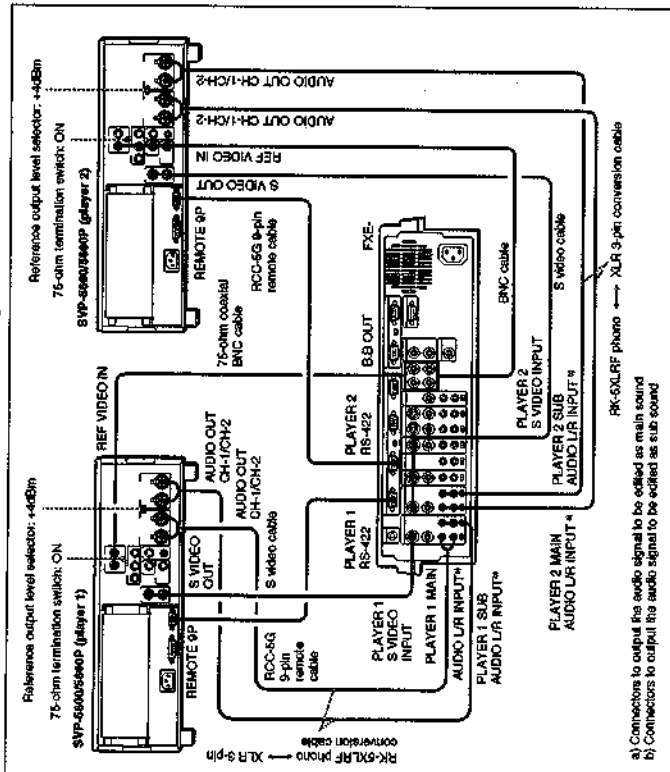 Reference output level selector: +4dBm
75-ohm termination switch: ON
SVP-5600/5600P (player 1)
REMOTE 9P
S VIDEO
OUT
REF VIDEO IN
AUDIO OUT
CH-1/CH-2
AUDIO OUT
CH-1/CH-2
S video cable
RCC-5G
9-pin
remote
cable
RK-5XLRF phono ⟷ XLR 3-pin
conversion cable
Reference output level selector: +4dBm
75-ohm termination switch: ON
SVP-5600/5600P (player 2)
REMOTE 9P
S VIDEO OUT
REF VIDEO IN
AUDIO OUT CH-1/CH-2
AUDIO OUT CH-1/CH-2
RCC-5G 9-pin
remote cable
75-ohm coaxial
BNC cable
PLAYER 1
RS-422
PLAYER 2
RS-422
B.B OUT
FXE-
PLAYER 1
S VIDEO
INPUT
PLAYER 1 MAIN
AUDIO L/R INPUT a)
PLAYER 1 SUB
AUDIO L/R INPUT b)
PLAYER 2 MAIN
AUDIO L/R INPUT a)
PLAYER 2 SUB
AUDIO L/R INPUT b)
PLAYER 2
S VIDEO INPUT
BNC cable
S video cable
RK-5XLRF phono ⟷ XLR 3-pin conversion cable
a) Connectors to output the audio signal to be edited as main sound
b) Connectors to output the audio signal to be edited as sub sound